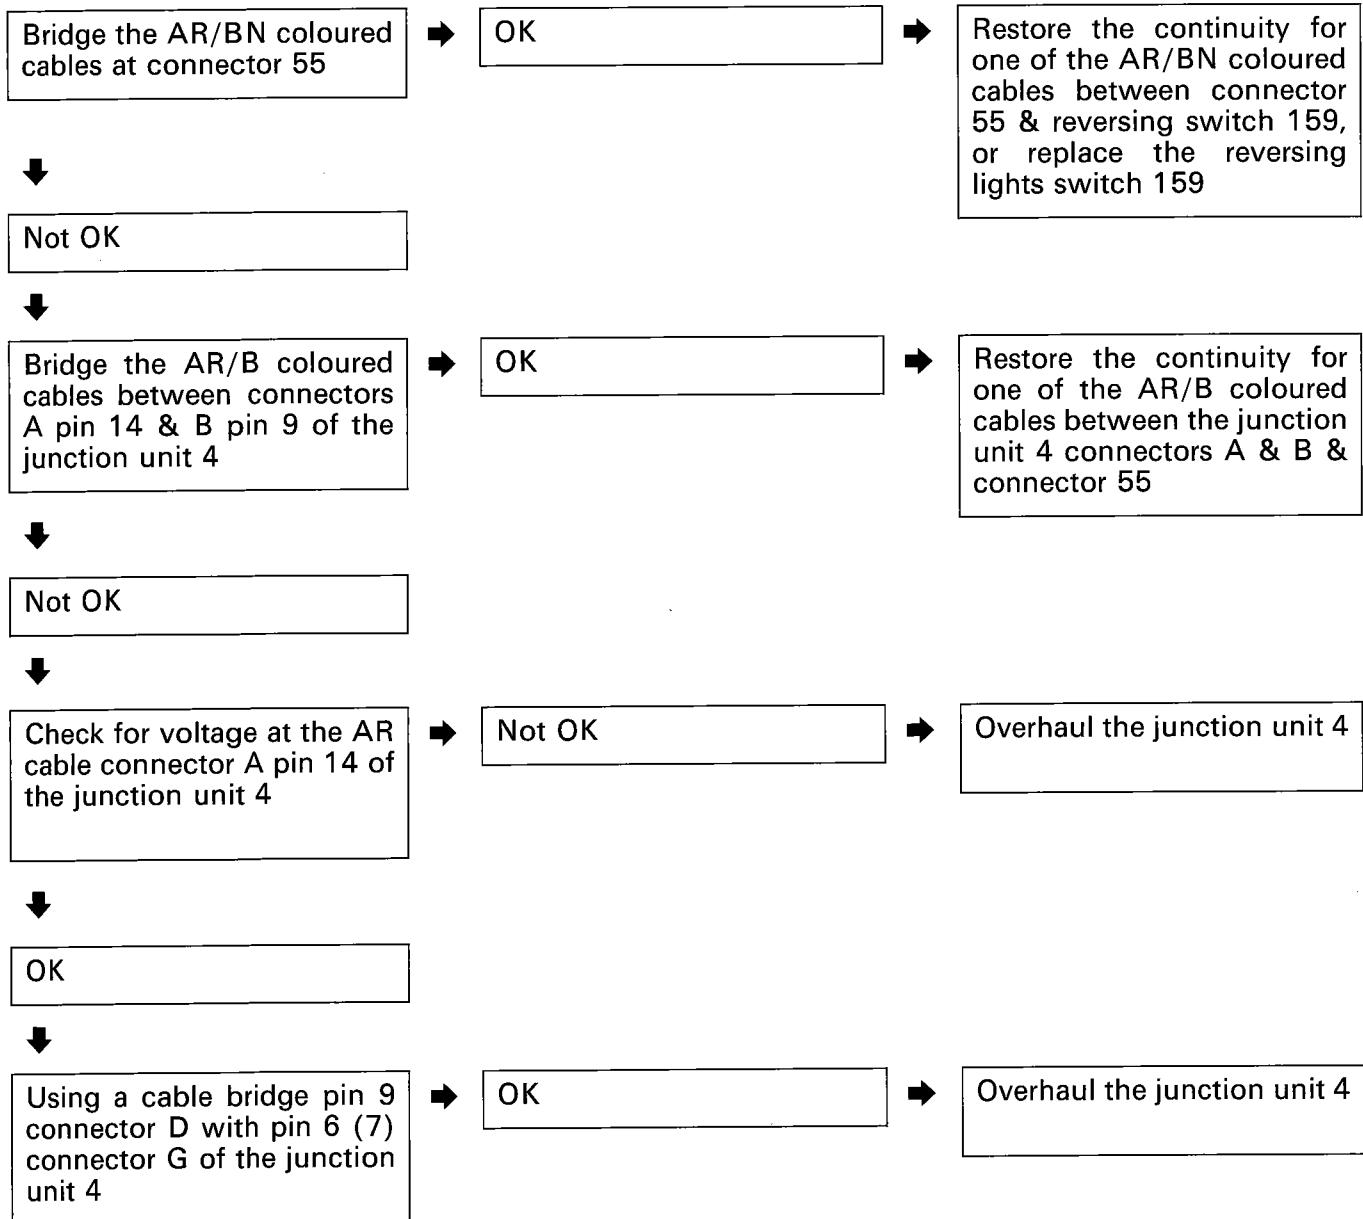 Bridge the AR/BN coloured
cables at connector 55
OK
Restore the continuity for
one of the AR/BN coloured
cables between connector
55 & reversing switch 159,
or replace the reversing
lights switch 159
Not OK
Bridge the AR/B coloured
cables between connectors
A pin 14 & B pin 9 of the
junction unit 4
OK
Restore the continuity for
one of the AR/B coloured
cables between the junction
unit 4 connectors A & B &
connector 55
Not OK
Check for voltage at the AR
cable connector A pin 14 of
the junction unit 4
Not OK
Overhaul the junction unit 4
OK
Using a cable bridge pin 9
connector D with pin 6 (7)
connector G of the junction
unit 4
OK
Overhaul the junction unit 4